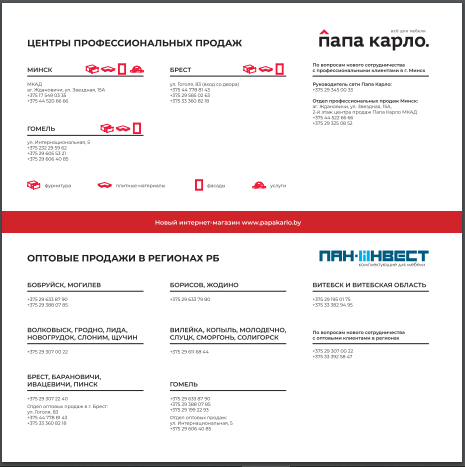 всё для мебели
папа карло.
ЦЕНТРЫ ПРОФЕССИОНАЛЬНЫХ ПРОДАЖ
МИНСК
МКАД
аг. Ждановичи, ул. Звездная, 15А
+375 17 549 03 35
+375 44 520 66 66
БРЕСТ
ул. Гоголя, 83 (вход со двора)
+375 44 778 81 43
+375 29 585 00 63
+375 33 360 82 18
По вопросам нового сотрудничества
с профессиональными клиентами в г. Минск
Руководитель сети Папа Карло:
+375 29 345 00 33
Отдел профессиональных продаж Минск:
аг. Ждановичи, ул. Звездная, 15А,
2-й этаж центра продаж Папа Карло МКАД
+375 44 522 66 66
+375 29 325 08 52
ГОМЕЛЬ
ул. Интернациональная, 5
+375 232 29 59 62
+375 29 605 53 21
+375 29 606 40 85
фурнитура
плитные материалы
фасады
услуги
Новый интернет-магазин www.papakarlo.by
ОПТОВЫЕ ПРОДАЖИ В РЕГИОНАХ РБ
ПАН-ИНВЕСТ
комплектующие для мебели
БОБРУЙСК, МОГИЛЕВ
+375 29 633 87 90
+375 29 388 07 85
БОРИСОВ, ЖОДИНО
+375 29 633 79 80
ВИТЕБСК И ВИТЕБСКАЯ ОБЛАСТЬ
+375 29 195 01 75
+375 33 382 94 95
ВОЛКОВЫСК, ГРОДНО, ЛИДА,
НОВОГРУДОК, СЛОНИМ, ЩУЧИН
+375 29 307 00 22
ВИЛЕЙКА, КОПЫЛЬ, МОЛОДЕЧНО,
СЛУЦК, СМОРГОНЬ, СОЛИГОРСК
+375 29 611 68 44
По вопросам нового сотрудничества
с оптовыми клиентами в регионах
+375 29 307 00 22
+375 33 392 58 47
БРЕСТ, БАРАНОВИЧИ,
ИВАЦЕВИЧИ, ПИНСК
+375 29 307 22 40
Отдел оптовых продаж в г. Брест:
ул. Гоголя, 83
+375 44 778 81 43
+375 33 360 82 18
ГОМЕЛЬ
+375 29 633 87 90
+375 29 388 07 85
+375 29 199 22 93
Отдел оптовых продаж:
ул. Интернациональная, 5
+375 29 606 40 85